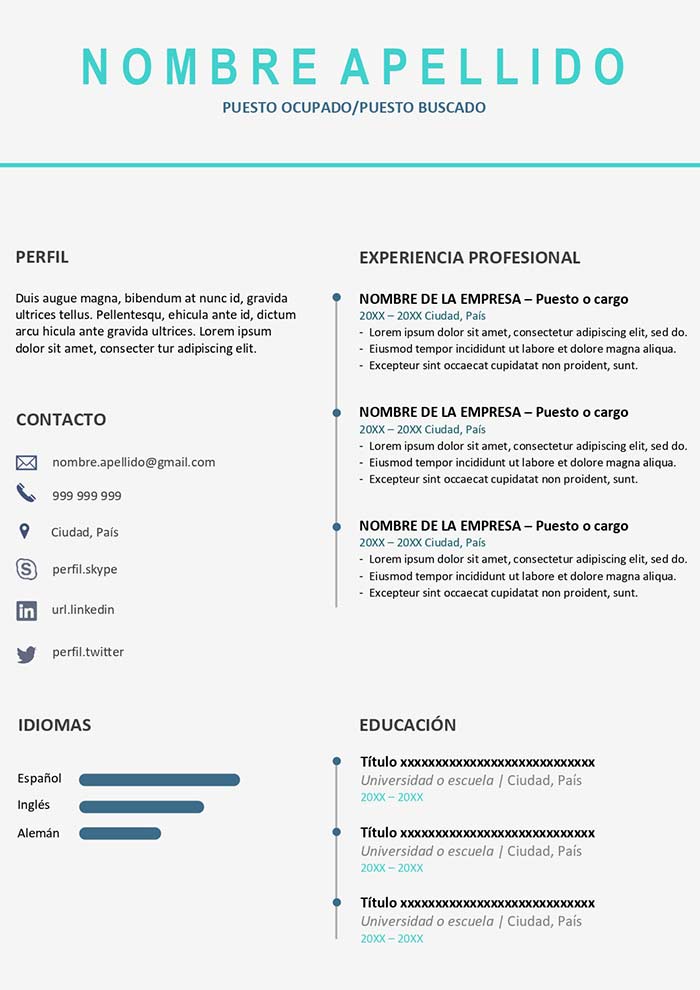 NOMBRE APELLIDO
PUESTO OCUPADO/PUESTO BUSCADO
PERFIL
Duis augue magna, bibendum at nunc id, gravida
ultrices tellus. Pellentesqu, ehicula ante id, dictum
arcu hicula ante gravida ultrices. Lorem ipsum
dolor sit amet, consecter tur adipiscing elit.
CONTACTO
nombre.apellido@gmail.com
999 999 999
Ciudad, País
perfil.skype
url.linkedin
perfil.twitter
IDIOMAS
Español
Inglés
Alemán
EXPERIENCIA PROFESIONAL
NOMBRE DE LA EMPRESA – Puesto o cargo
20XX – 20XX Ciudad, País
- Lorem ipsum dolor sit amet, consectetur adipiscing elit, sed do.
- Eiusmod tempor incididunt ut labore et dolore magna aliqua.
- Excepteur sint occaecat cupidatat non proident, sunt.
NOMBRE DE LA EMPRESA – Puesto o cargo
20XX – 20XX Ciudad, País
- Lorem ipsum dolor sit amet, consectetur adipiscing elit, sed do.
- Eiusmod tempor incididunt ut labore et dolore magna aliqua.
- Excepteur sint occaecat cupidatat non proident, sunt.
NOMBRE DE LA EMPRESA – Puesto o cargo
20XX – 20XX Ciudad, País
- Lorem ipsum dolor sit amet, consectetur adipiscing elit, sed do.
- Eiusmod tempor incididunt ut labore et dolore magna aliqua.
- Excepteur sint occaecat cupidatat non proident, sunt.
EDUCACIÓN
Título xxxxxxxxxxxxxxxxxxxxxxxxxxxx
Universidad o escuela | Ciudad, País
20XX – 20XX
Título xxxxxxxxxxxxxxxxxxxxxxxxxxxx
Universidad o escuela | Ciudad, País
20XX – 20XX
Título xxxxxxxxxxxxxxxxxxxxxxxxxxxx
Universidad o escuela | Ciudad, País
20XX – 20XX